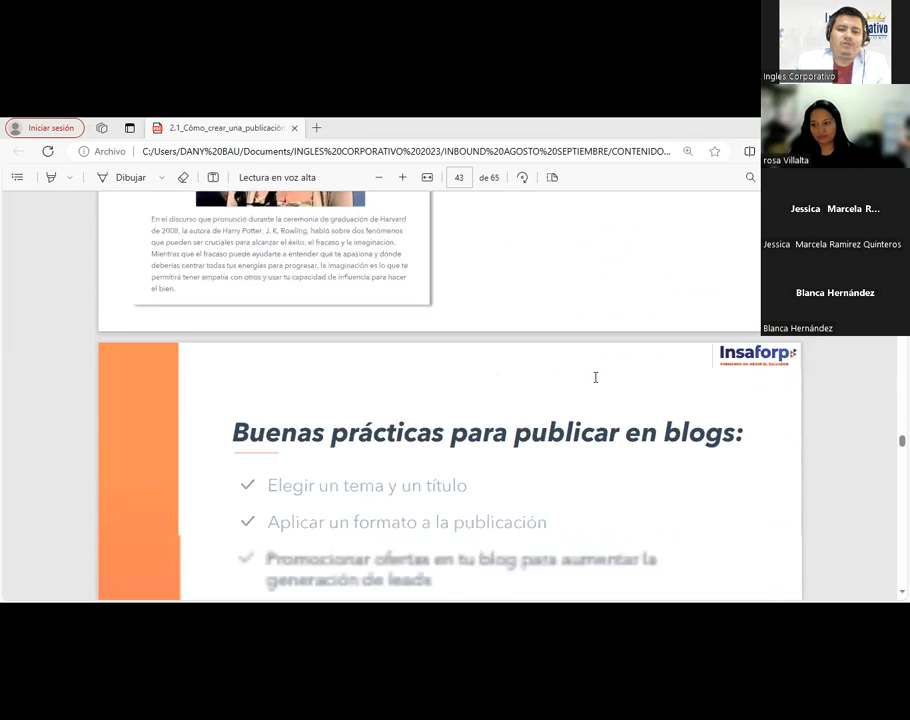 Ingles Corporativo
rosa Villalta
Jessica Marcela R...
Jessica Marcela Ramirez Quinteros
Blanca Hernández
Blanca Hernández
Iniciar sesión
2.1_Cómo_crear_una_publicación
Archivo
C:/Users/DANY%20BAU/Documents/INGLES%20CORPORATIVO%202023/INBOUND%20AGOSTO%20SEPTIEMBRE/CONTENIDO...
Dibujar
Lectura en voz alta
43 de 65
En el discurso que pronunció durante la ceremonia de graduación de Harvard
de 2008, la autora de Harry Potter, J. K. Rowling, habló sobre dos fenómenos
que pueden ser cruciales para alcanzar el éxito: el fracaso y la imaginación.
Mientras que el fracaso puede ayudarte a entender qué te apasiona y dónde
deberías centrar todas tus energías para progresar, la imaginación es lo que te
permitirá tener empatía con otros y usar tu capacidad de influencia para hacer
el bien.
Insaforp
Buenas prácticas para publicar en blogs:
Elegir un tema y un título
Aplicar un formato a la publicación
Promocionar ofertas en tu blog para aumentar la
generación de leads